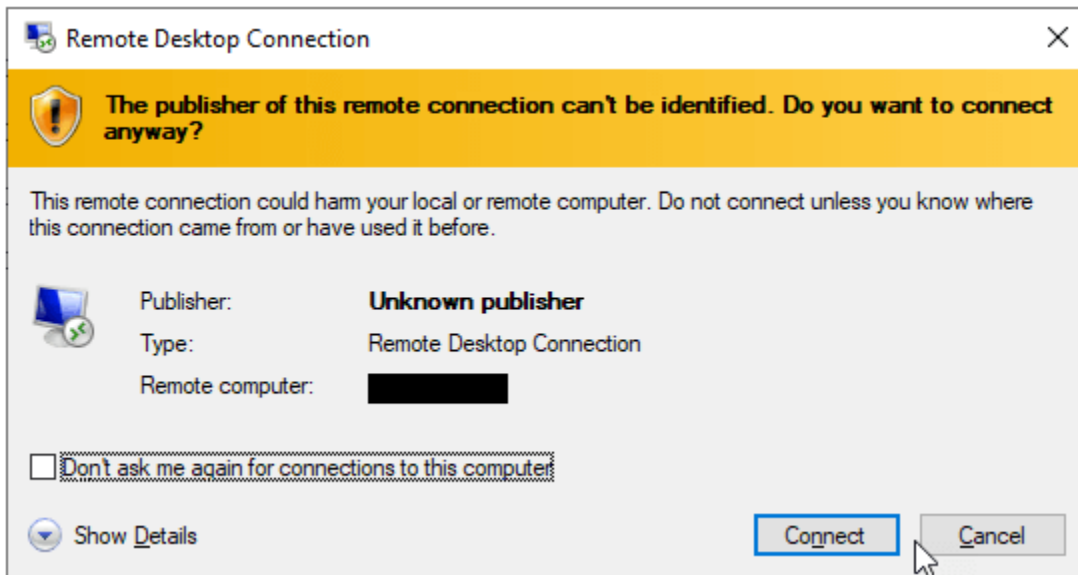 Remote Desktop Connection
The publisher of this remote connection can't be identified. Do you want to connect
anyway?
This remote connection could harm your local or remote computer. Do not connect unless you know where
this connection came from or have used it before.
Publisher: Unknown publisher
Type: Remote Desktop Connection
Remote computer:
Don't ask me again for connections to this computer
Show Details Connect Cancel